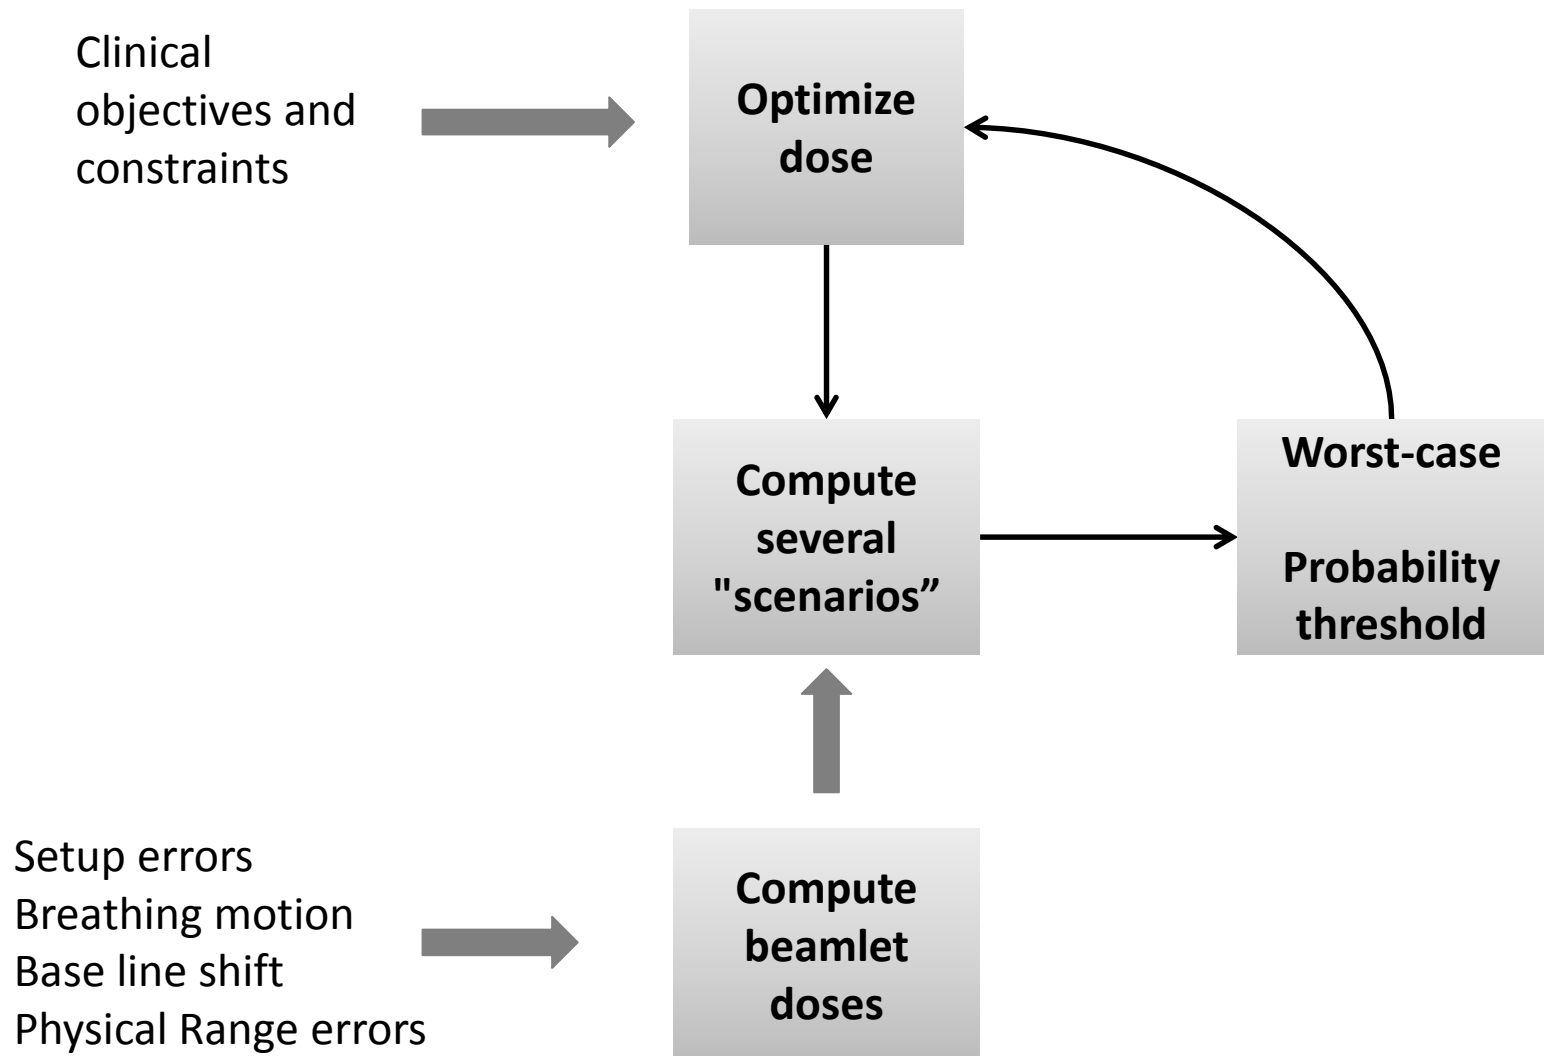 Clinical
objectives and
constraints
Optimize
dose
Compute
several
"scenarios”
Worst-case
Probability
threshold
Setup errors
Breathing motion
Base line shift
Physical Range errors
Compute
beamlet
doses